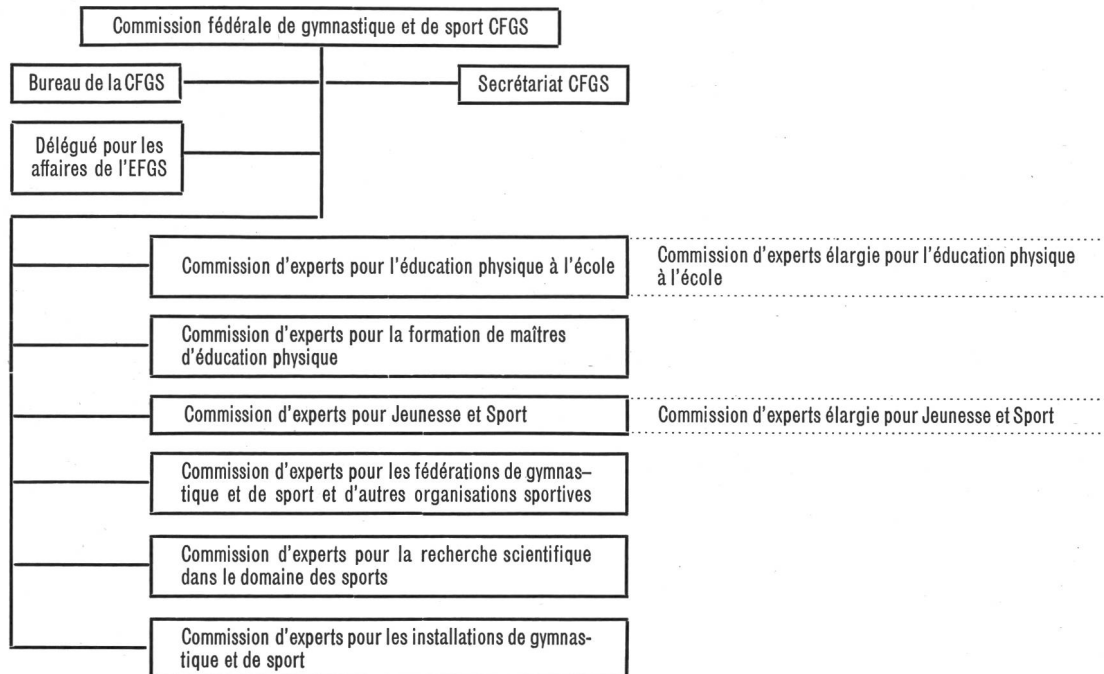 Commission fédérale de gymnastique et de sport CFGS
Bureau de la CFGS
Secrétariat CFGS
Délégué pour les
affaires de l'EFGS
Commission d'experts pour l'éducation physique à l'école
Commission d'experts élargie pour l'éducation physique
à l'école
Commission d'experts pour la formation de maîtres
d'éducation physique
Commission d'experts pour Jeunesse et Sport
Commission d'experts élargie pour Jeunesse et Sport
Commission d'experts pour les fédérations de gymnas–
tique et de sport et d'autres organisations sportives
Commission d'experts pour la recherche scientifique
dans le domaine des sports
Commission d'experts pour les installations de gymnas-
tique et de sport